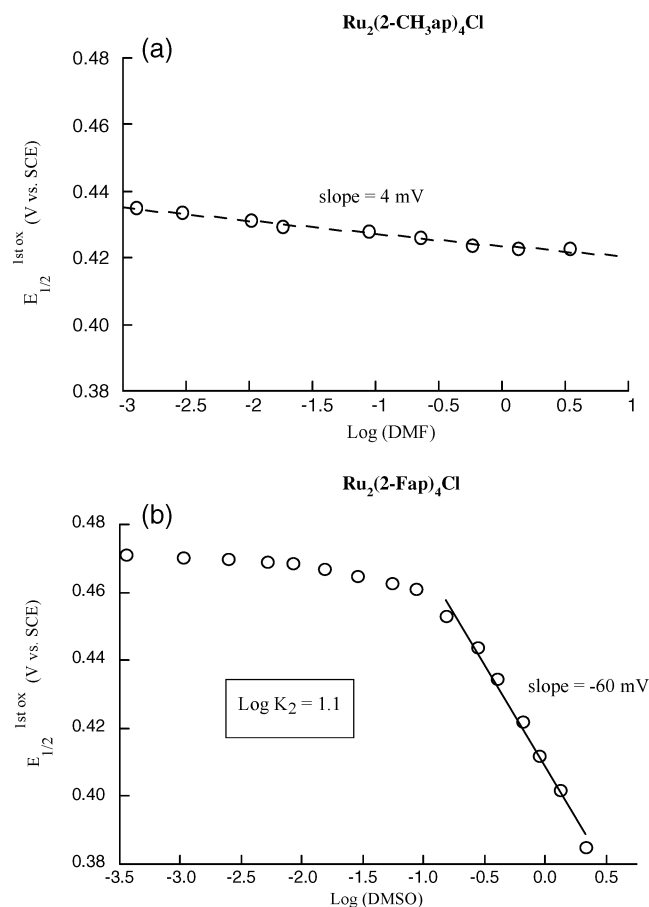 Ru2(2-CH3ap)4Cl
(a)
0.48
0.46
0.44
0.42
0.40
0.38
E1/2 1st ox (V vs. SCE)
slope = 4 mV
-3 -2.5 -2 -1.5 -1 -0.5 0 0.5 1
Log (DMF)
Ru2(2-Fap)4Cl
(b)
0.48
0.46
0.44
0.42
0.40
0.38
E1/2 1st ox (V vs. SCE)
slope = -60 mV
Log K2 = 1.1
-3.5 -3.0 -2.5 -2.0 -1.5 -1.0 -0.5 0.0 0.5
Log (DMSO)